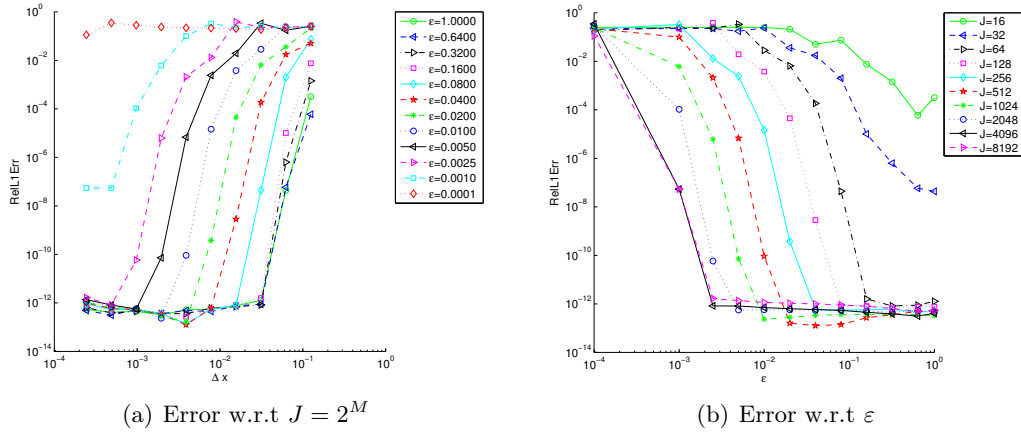 10^0
10^{-2}
10^{-4}
10^{-6}
10^{-8}
10^{-10}
10^{-12}
10^{-14}
RelL1Err
10^{-4}
10^{-3}
10^{-2}
10^{-1}
10^0
Δ x
ε=1.0000
ε=0.6400
ε=0.3200
ε=0.1600
ε=0.0800
ε=0.0400
ε=0.0200
ε=0.0100
ε=0.0050
ε=0.0025
ε=0.0010
ε=0.0001
(a) Error w.r.t J = 2^M
10^0
10^{-2}
10^{-4}
10^{-6}
10^{-8}
10^{-10}
10^{-12}
10^{-14}
RelL1Err
10^{-4}
10^{-3}
10^{-2}
10^{-1}
10^0
ε
J=16
J=32
J=64
J=128
J=256
J=512
J=1024
J=2048
J=4096
J=8192
(b) Error w.r.t ε